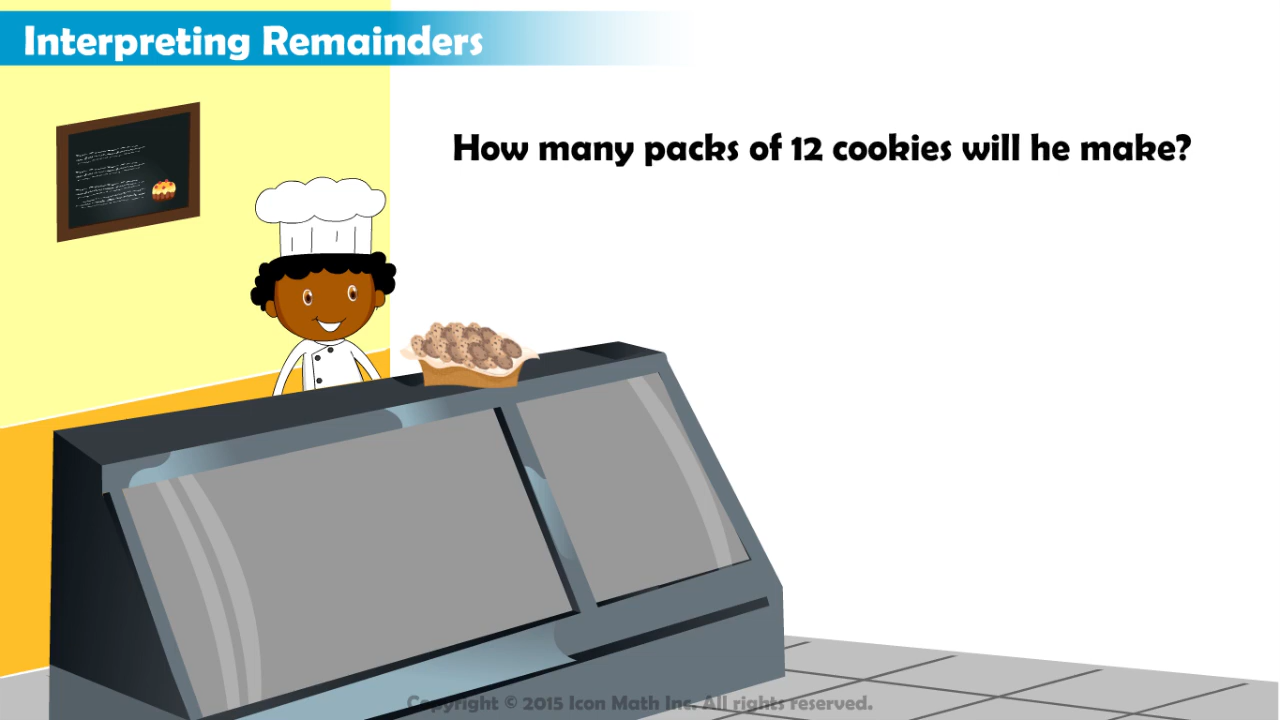 Interpreting Remainders
How many packs of 12 cookies will he make?
Copyright © 2015 Icon Math Inc. All rights reserved.